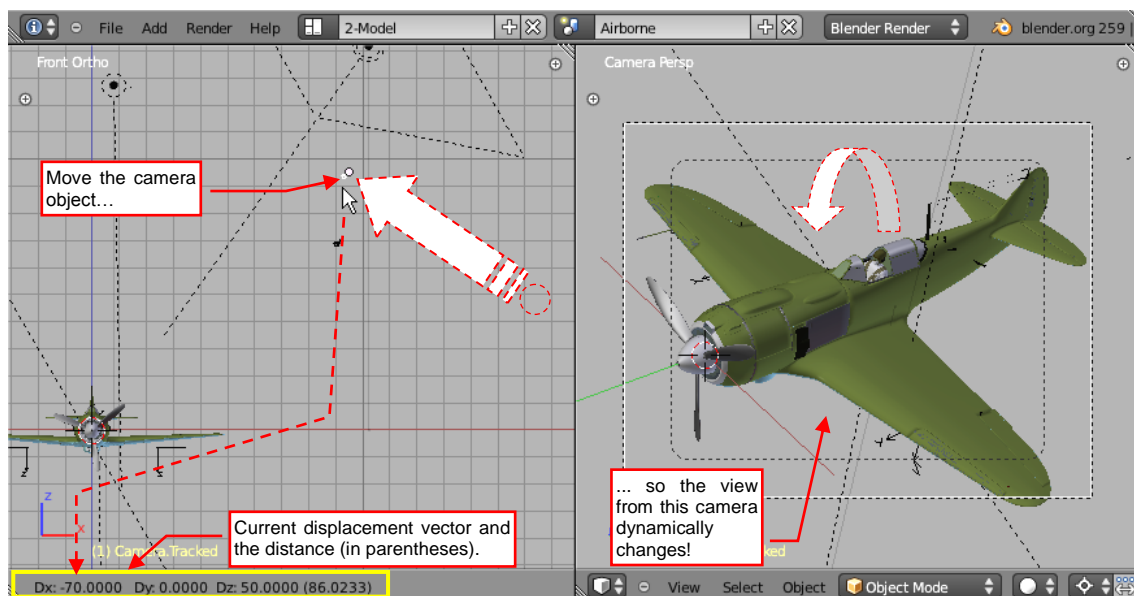 File Add Render Help 2-Model Airborne Blender Render blender.org 259
Front Ortho
Camera Persp
Move the camera
object…
z
x
z
z
(1) Camera.Tracked
Current displacement vector and
the distance (in parentheses).
... so the view
from this camera
dynamically
changes!
Dx: -70.0000 Dy: 0.0000 Dz: 50.0000 (86.0233)
View Select Object Object Mode